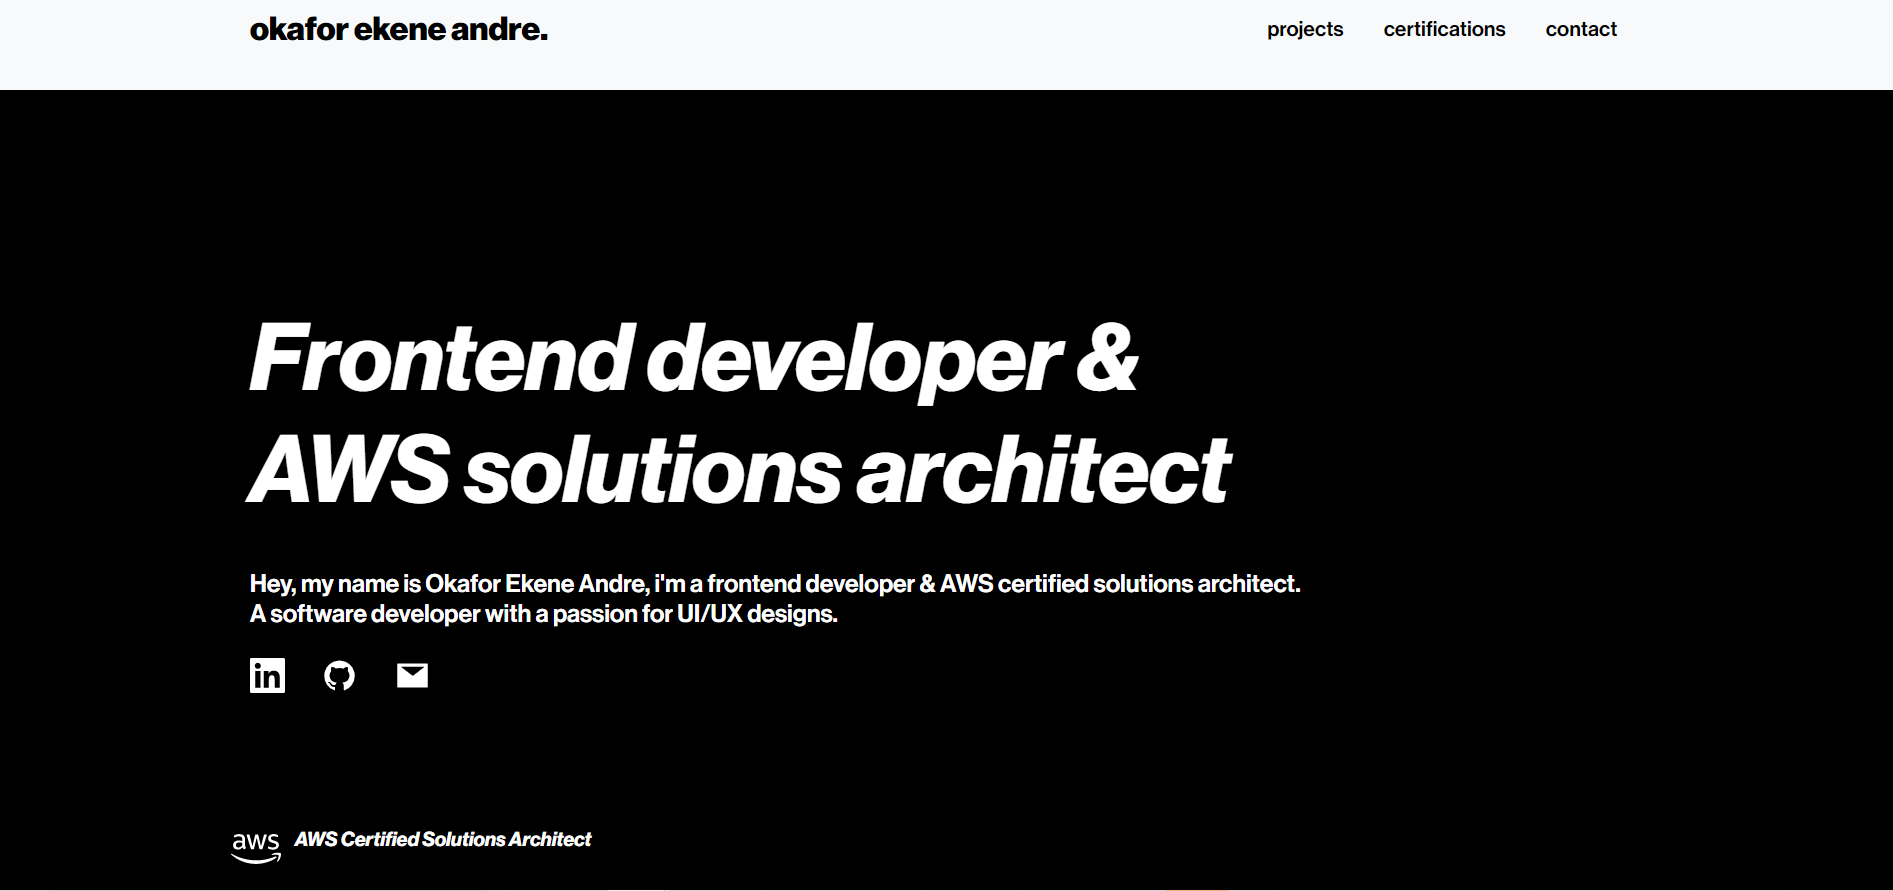 okafor ekene andre.
projects certifications contact
Frontend developer &
AWS solutions architect
Hey, my name is Okafor Ekene Andre, i'm a frontend developer & AWS certified solutions architect.
A software developer with a passion for UI/UX designs.
in
aws AWS Certified Solutions Architect